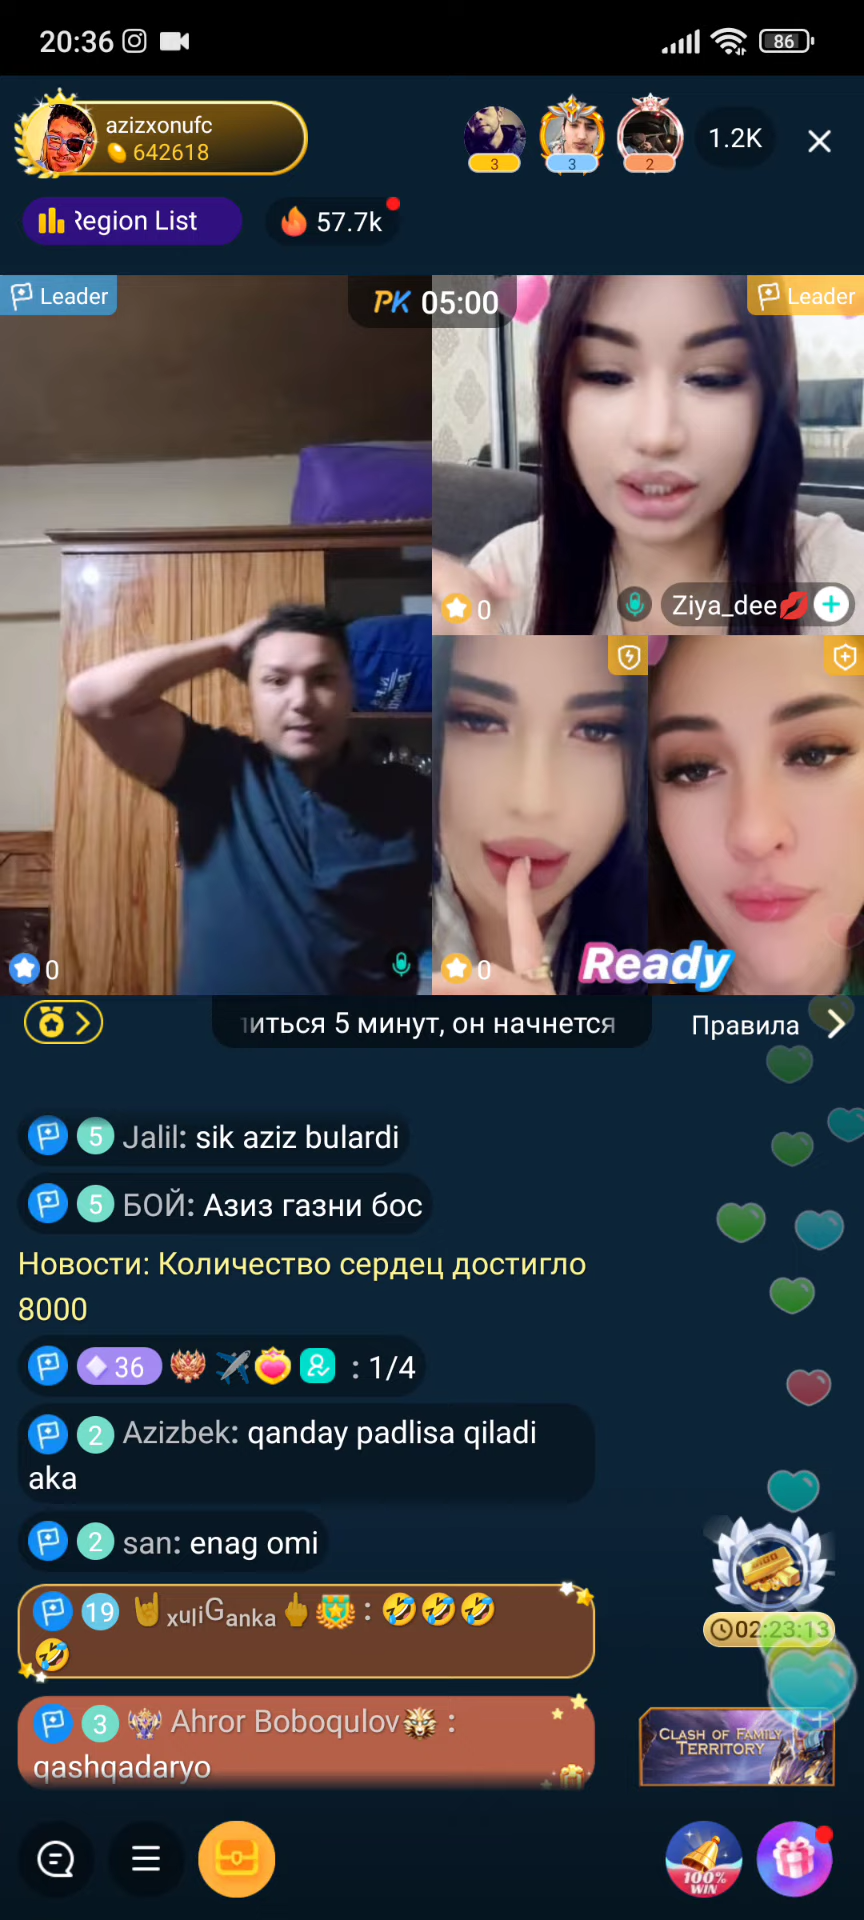 20:36
86
azizxonufc
642618
3
3
2
1.2K
Region List
57.7k
Leader
PK 05:00
Leader
0
Ziya_dee
0
0
Ready
иться 5 минут, он начнется
Правила
5 Jalil: sik aziz bulardi
5 БОЙ: Азиз газни бос
Новости: Количество сердец достигло
8000
36 : 1/4
2 Azizbek: qanday padlisa qiladi
aka
2 san: enag omi
19 xuliGanka :
02:23:13
3 Ahror Boboqulov :
qashqadaryo
CLASH OF FAMILY
TERRITORY
100%
WIN